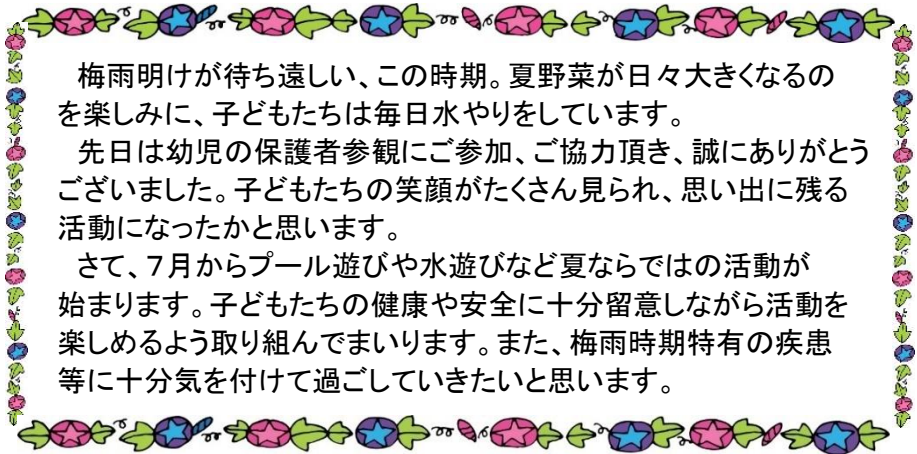 梅雨明けが待ち遠しい、この時期。夏野菜が日々大きくなるの
を楽しみに、子どもたちは毎日水やりをしています。
先日は幼児の保護者参観にご参加、ご協力頂き、誠にありがとう
ございました。子どもたちの笑顔がたくさん見られ、思い出に残る
活動になったかと思います。
さて、７月からプール遊びや水遊びなど夏ならではの活動が
始まります。子どもたちの健康や安全に十分留意しながら活動を
楽しめるよう取り組んでまいります。また、梅雨時期特有の疾患
等に十分気を付けて過ごしていきたいと思います。